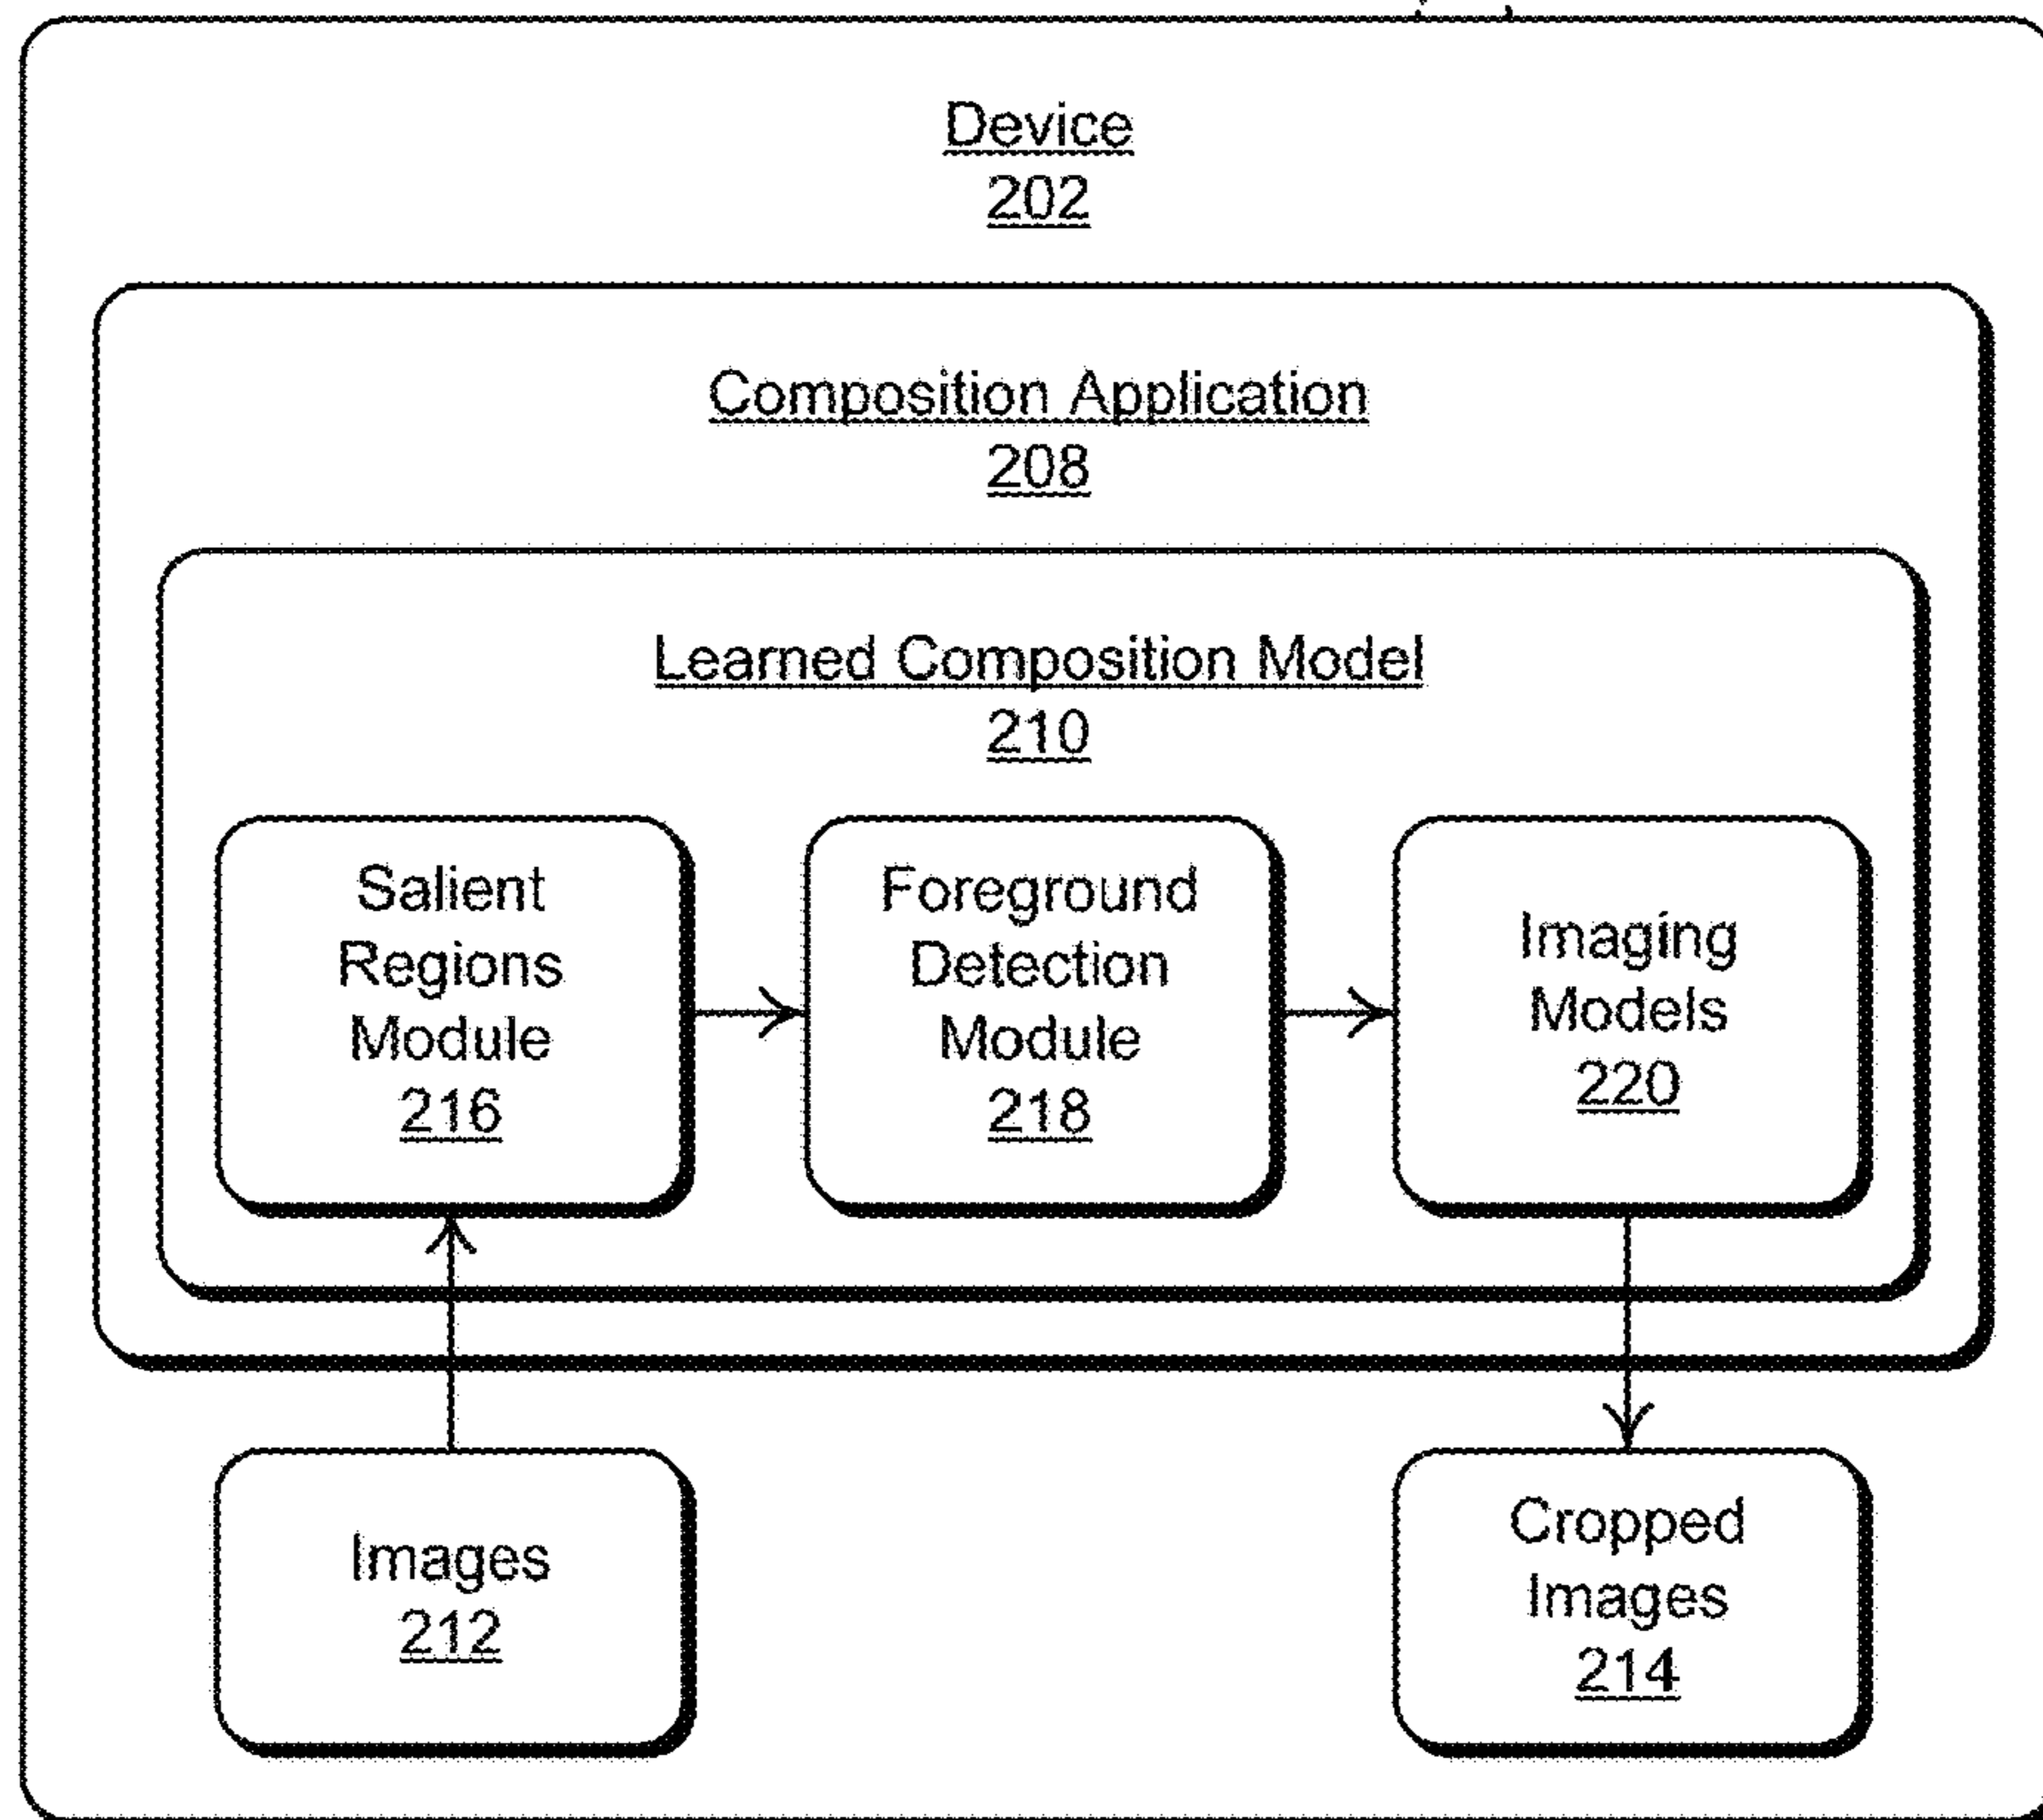 Device
202
Composition Application
208
Learned Composition Model
210
Salient
Regions
Module
216
Foreground
Detection
Module
218
Imaging
Models
220
Images
212
Cropped
Images
214